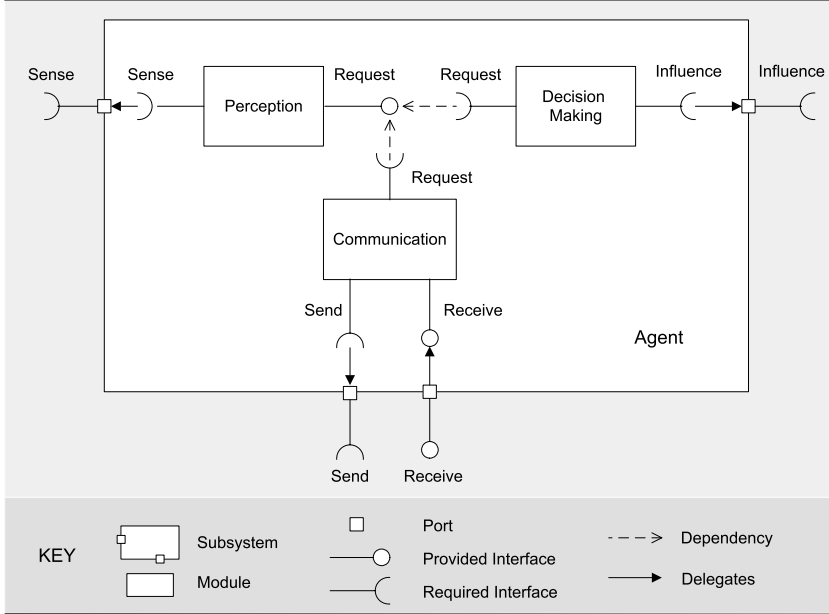 Sense
Sense
Request
Request
Influence
Influence
Perception
Decision
Making
Request
Communication
Send
Receive
Agent
Send
Receive
KEY
Subsystem
Module
Port
Provided Interface
Required Interface
Dependency
Delegates